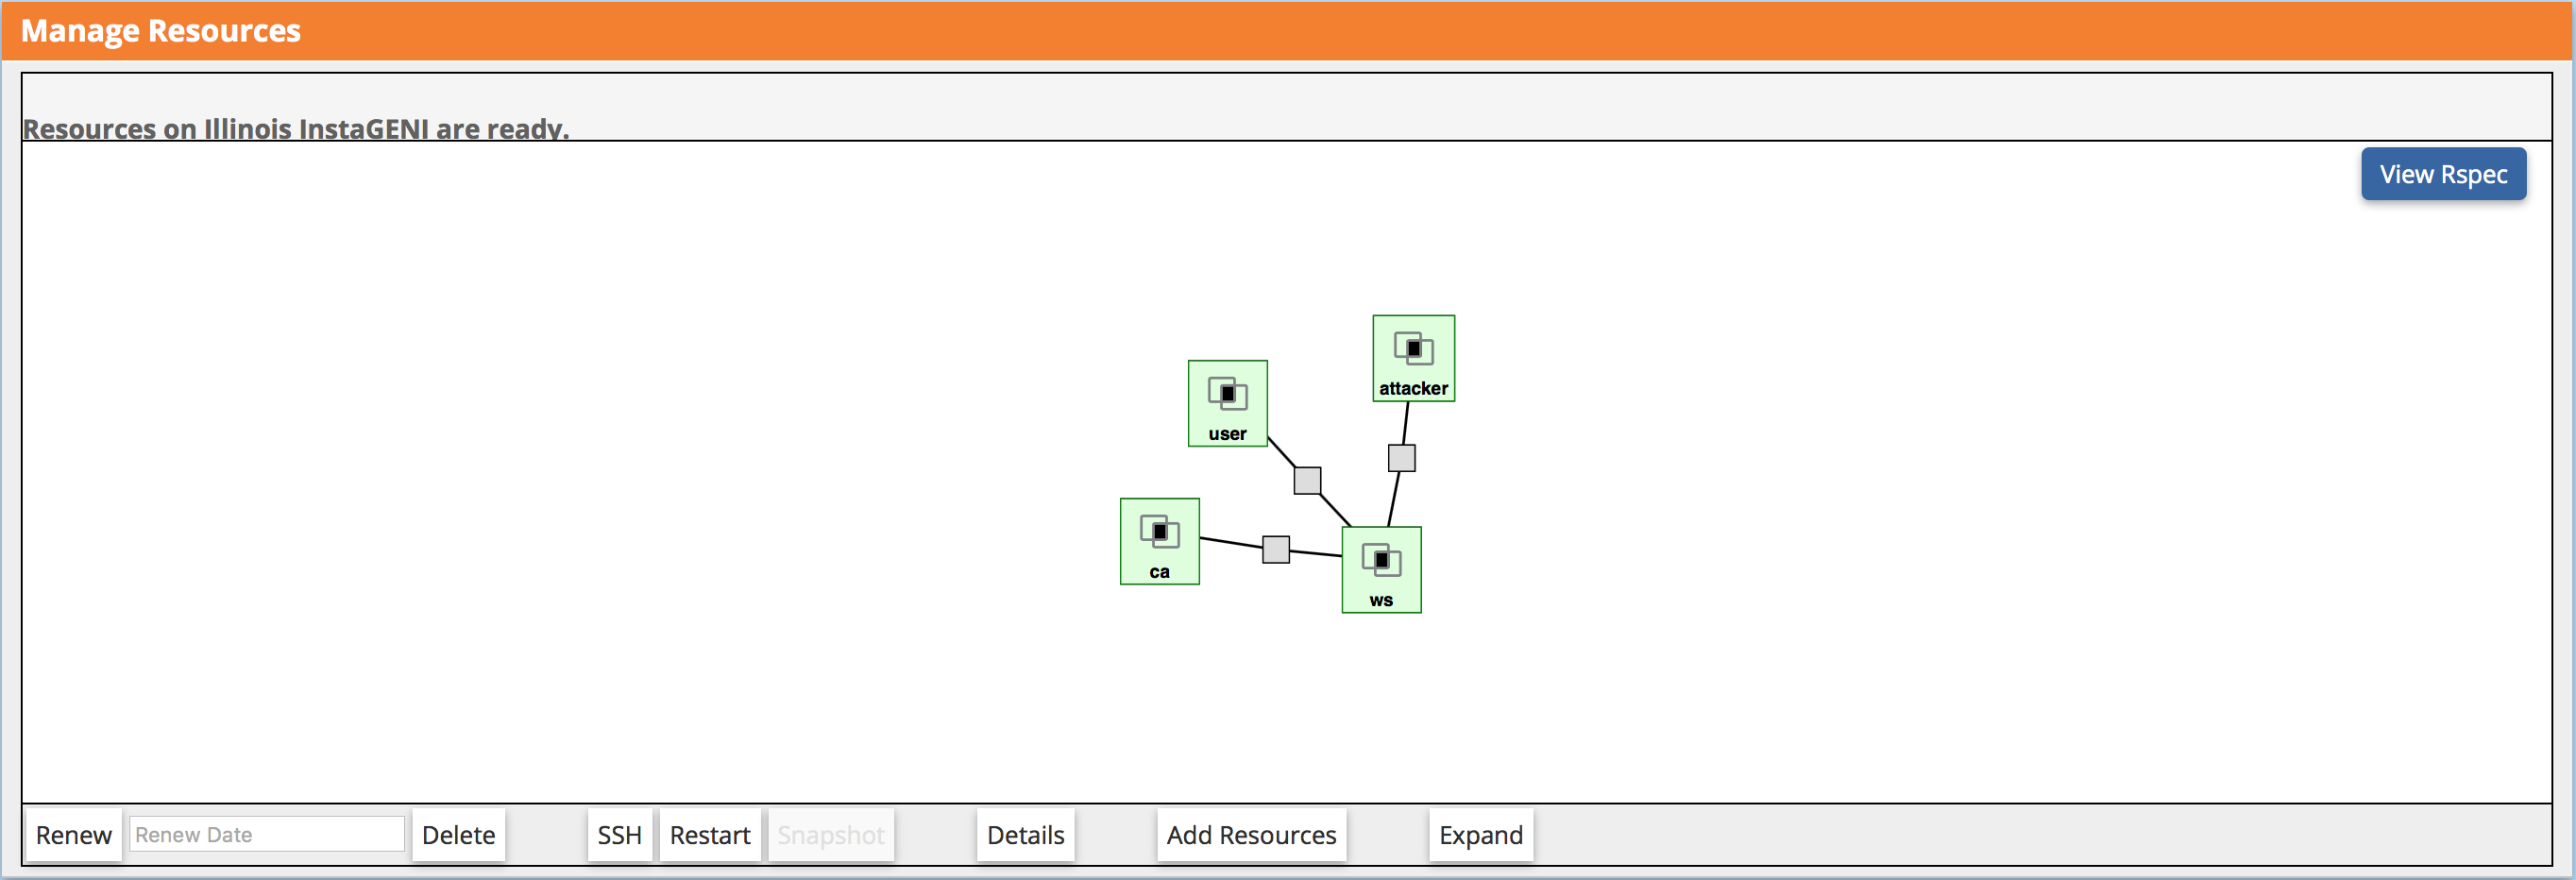 Manage Resources
Resources on Illinois InstaGENI are ready.
View Rspec
attacker
user
ca
ws
Renew Renew Date Delete SSH Restart Snapshot Details Add Resources Expand